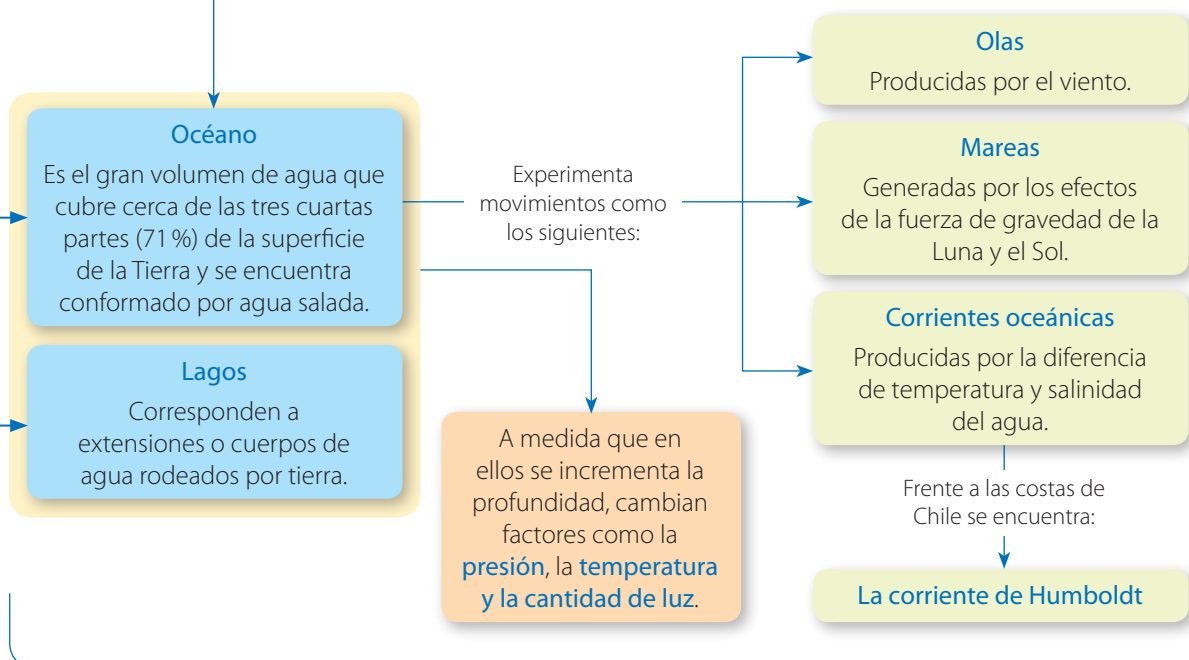 Océano
Es el gran volumen de agua que
cubre cerca de las tres cuartas
partes (71 %) de la superficie
de la Tierra y se encuentra
conformado por agua salada.
Lagos
Corresponden a
extensiones o cuerpos de
agua rodeados por tierra.
Experimenta
movimientos como
los siguientes:
A medida que en
ellos se incrementa la
profundidad, cambian
factores como la
presión, la temperatura
y la cantidad de luz.
Olas
Producidas por el viento.
Mareas
Generadas por los efectos
de la fuerza de gravedad de la
Luna y el Sol.
Corrientes oceánicas
Producidas por la diferencia
de temperatura y salinidad
del agua.
Frente a las costas de
Chile se encuentra:
La corriente de Humboldt